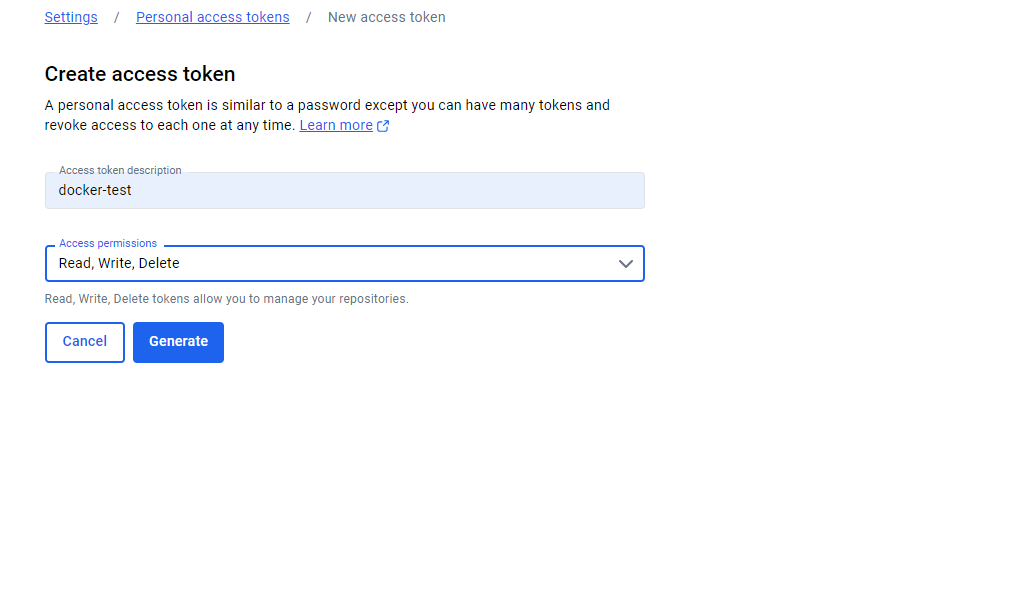 Settings / Personal access tokens / New access token
Create access token
A personal access token is similar to a password except you can have many tokens and
revoke access to each one at any time. Learn more
Access token description
docker-test
Access permissions
Read, Write, Delete
Read, Write, Delete tokens allow you to manage your repositories.
Cancel Generate